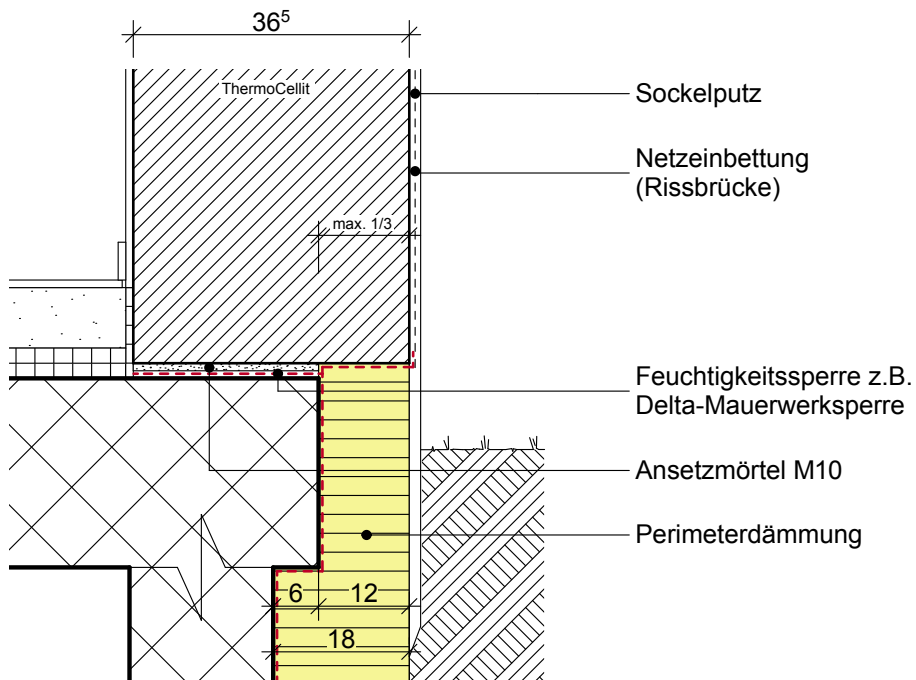 36⁵
ThermoCellit
Sockelputz
Netzeinbettung
(Rissbrücke)
max. 1/3
Feuchtigkeitssperre z.B.
Delta-Mauerwerksperre
Ansetzmörtel M10
Perimeterdämmung
6 12
18